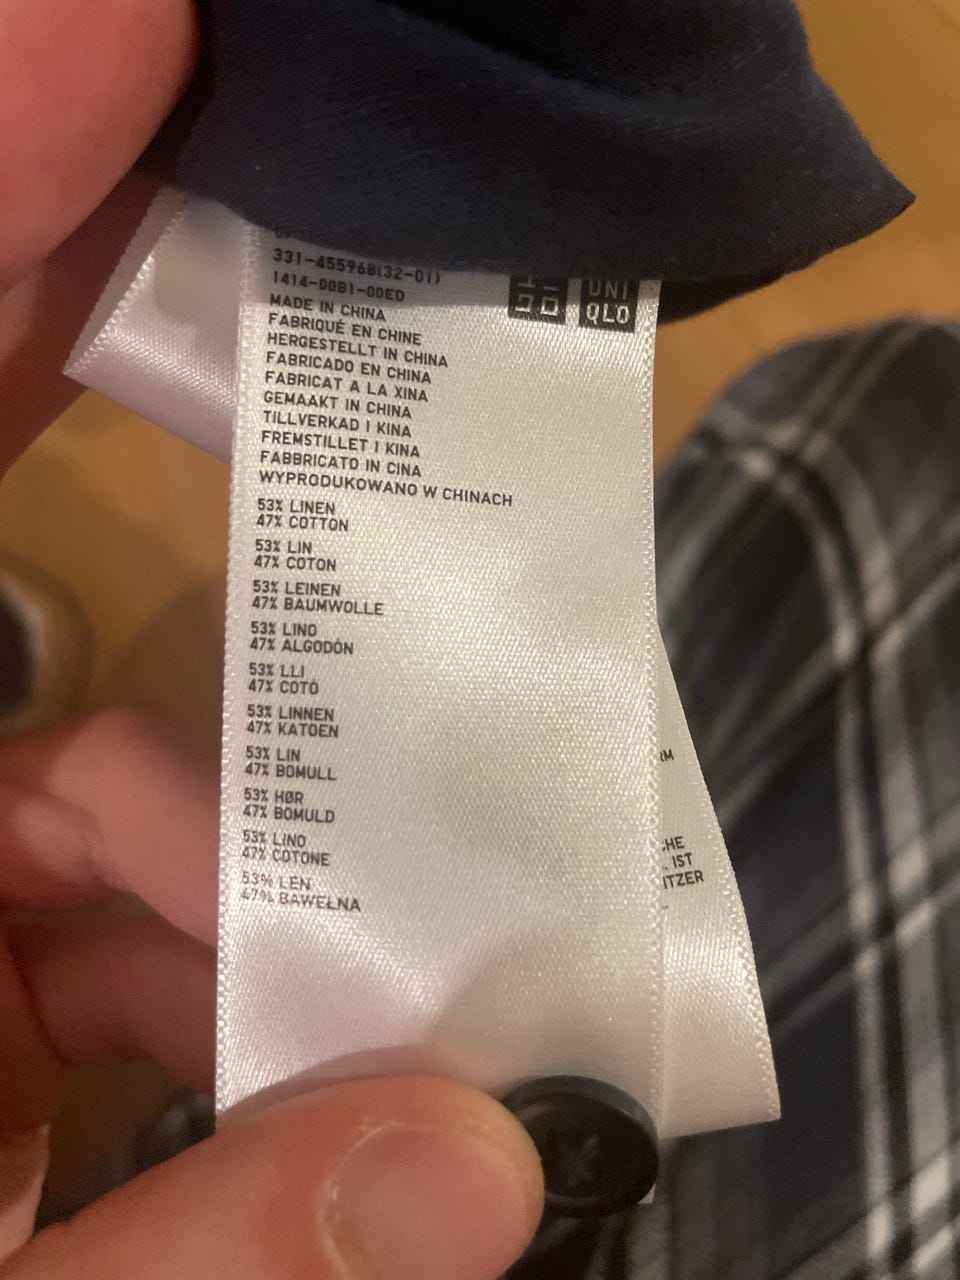 331-455968(32-01)
1414-00B1-00ED
UNI
QLO
MADE IN CHINA
FABRIQUÉ EN CHINE
HERGESTELLT IN CHINA
FABRICADO EN CHINA
FABRICAT A LA XINA
GEMAAKT IN CHINA
TILLVERKAD I KINA
FREMSTILLET I KINA
FABBRICATO IN CINA
WYPRODUKOWANO W CHINACH
53% LINEN
47% COTTON
53% LIN
47% COTON
53% LEINEN
47% BAUMWOLLE
53% LINO
47% ALGODÓN
53% LLI
47% COTÓ
53% LINNEN
47% KATOEN
53% LIN
47% BOMULL
53% HØR
47% BOMULD
53% LINO
47% COTONE
53% LEN
47% BAWEŁNA
IST